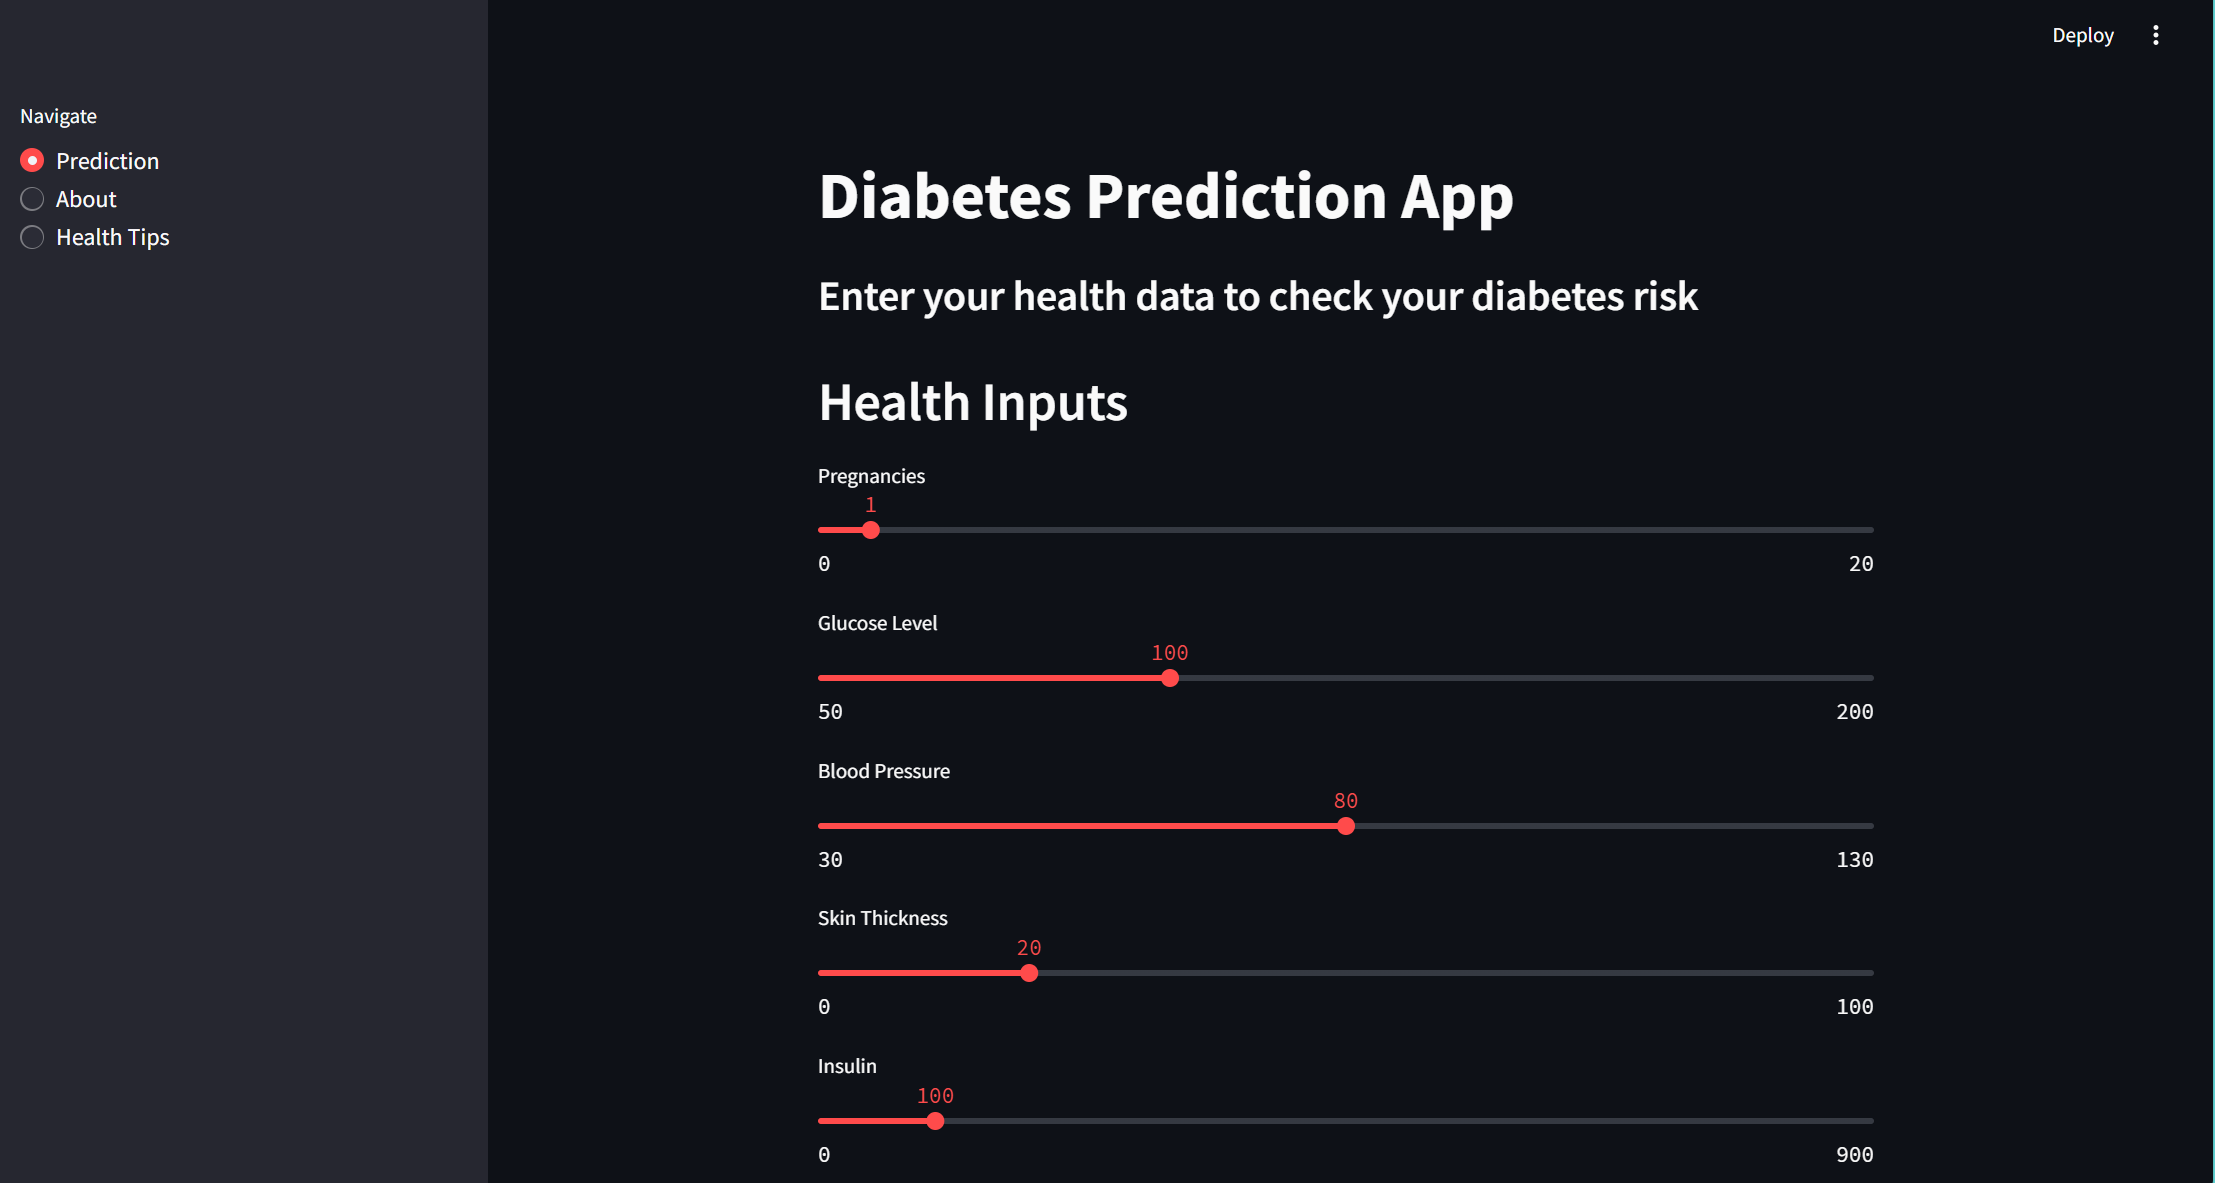 Deploy
Navigate
Prediction
About
Health Tips
Diabetes Prediction App
Enter your health data to check your diabetes risk
Health Inputs
Pregnancies
1
0 20
Glucose Level
100
50 200
Blood Pressure
80
30 130
Skin Thickness
20
0 100
Insulin
100
0 900